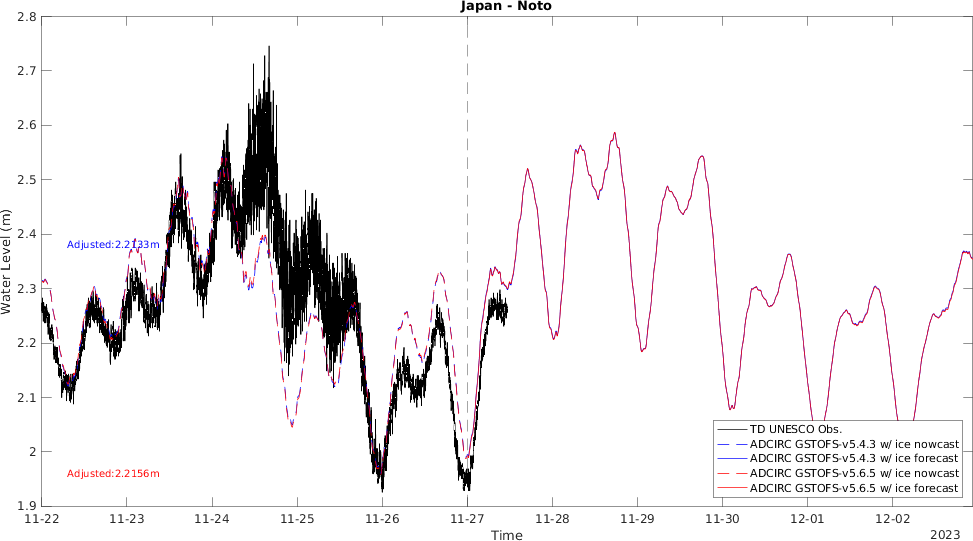 Japan - Noto
Water Level (m)
2.8
2.7
2.6
2.5
2.4
2.3
2.2
2.1
2
1.9
Adjusted:2.2133m
Adjusted:2.2156m
TD UNESCO Obs.
ADCIRC GSTOFS-v5.4.3 w/ ice nowcast
ADCIRC GSTOFS-v5.4.3 w/ ice forecast
ADCIRC GSTOFS-v5.6.5 w/ ice nowcast
ADCIRC GSTOFS-v5.6.5 w/ ice forecast
11-22 11-23 11-24 11-25 11-26 11-27 11-28 11-29 11-30 12-01 12-02
Time
2023